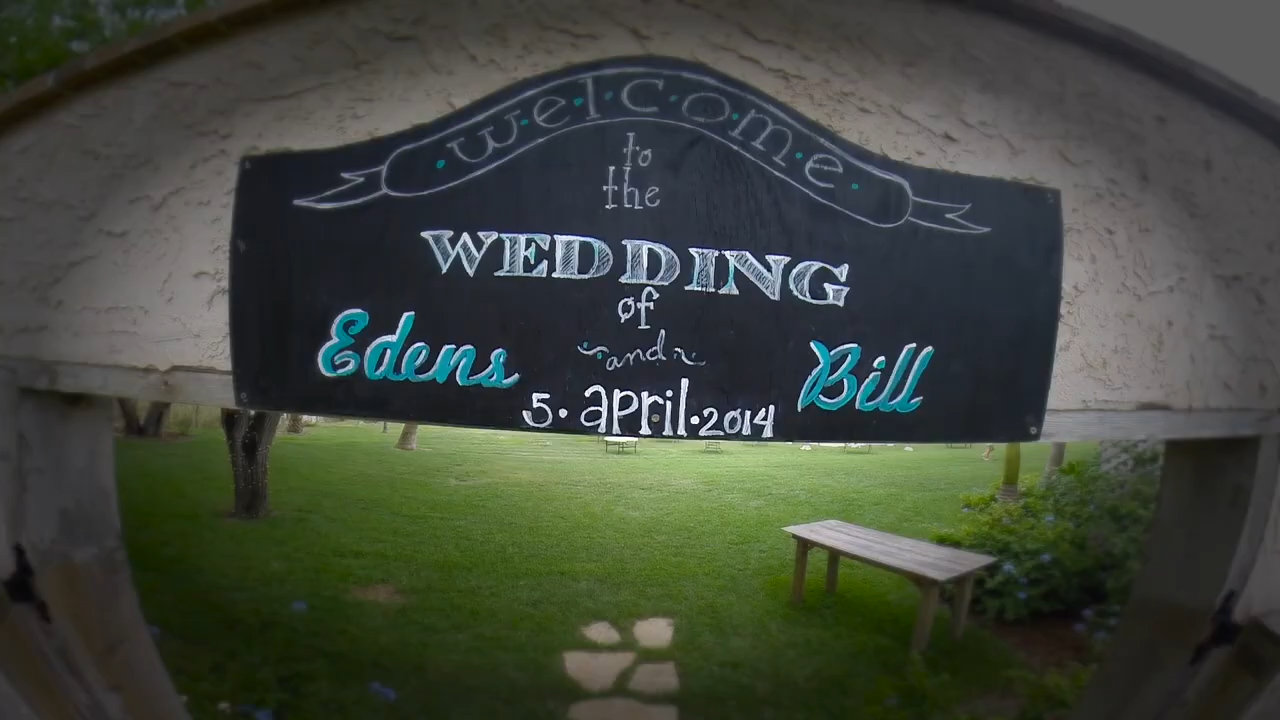 welcome
to
the
WEDDING
of
Edens and Bill
5. april. 2014